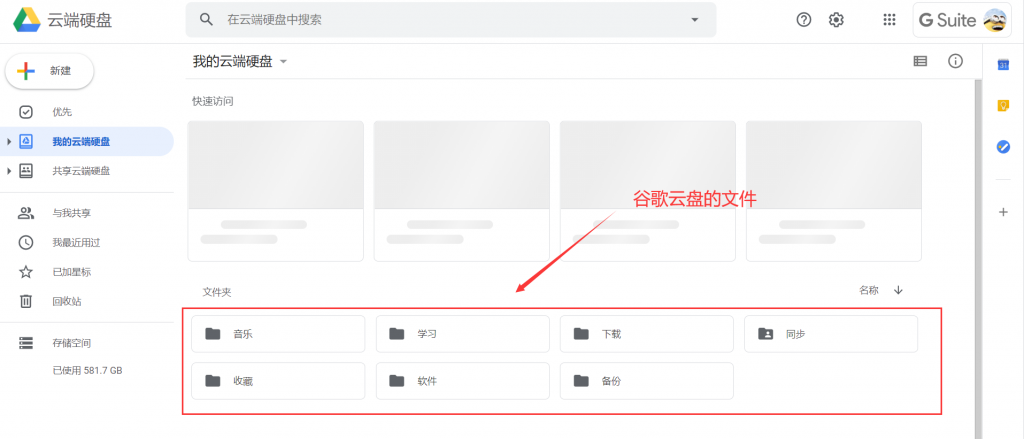 云端硬盘
在云端硬盘中搜索
G Suite
新建
我的云端硬盘
优先
我的云端硬盘
共享云端硬盘
与我共享
我最近用过
已加星标
回收站
存储空间
已使用 581.7 GB
快速访问
谷歌云盘的文件
文件夹
名称
音乐
学习
下载
同步
收藏
软件
备份
31